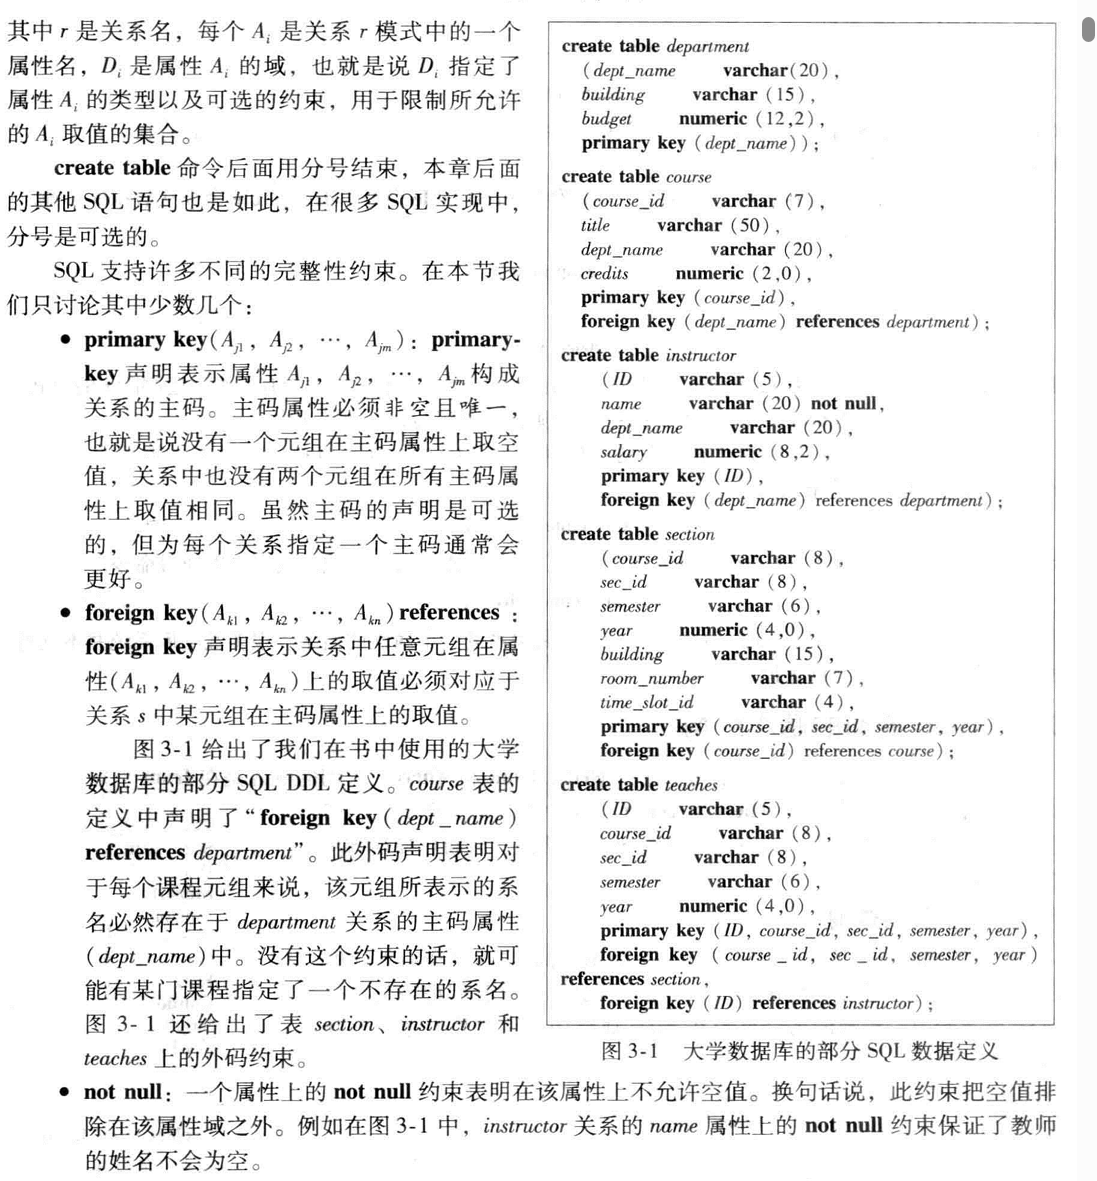 其中 r 是关系名，每个 Ai 是关系 r 模式中的一个
属性名，Di 是属性 Ai 的域，也就是说 Di 指定了
属性 Ai 的类型以及可选的约束，用于限制所允许
的 Ai 取值的集合。
create table 命令后面用分号结束，本章后面
的其他 SQL 语句也是如此，在很多 SQL 实现中，
分号是可选的。
SQL 支持许多不同的完整性约束。在本节我
们只讨论其中少数几个：
• primary key(Aj1，Aj2，…，Ajm)：primary-
key 声明表示属性 Aj1，Aj2，…，Ajm 构成
关系的主码。主码属性必须非空且唯一，
也就是说没有一个元组在主码属性上取空
值，关系中也没有两个元组在所有主码属
性上取值相同。虽然主码的声明是可选
的，但为每个关系指定一个主码通常会
更好。
• foreign key(Ak1，Ak2，…，Akn)references：
foreign key 声明表示关系中任意元组在属
性(Ak1，Ak2，…，Akn)上的取值必须对应于
关系 s 中某元组在主码属性上的取值。
图 3-1 给出了我们在书中使用的大学
数据库的部分 SQL DDL 定义。course 表的
定义中声明了“foreign key(dept_name)
references department”。此外码声明表明对
于每个课程元组来说，该元组所表示的系
名必然存在于 department 关系的主码属性
(dept_name)中。没有这个约束的话，就可
能有某门课程指定了一个不存在的系名。
图 3-1 还给出了表 section、instructor 和
teaches 上的外码约束。
create table department
(dept_name varchar(20),
building varchar (15),
budget numeric (12,2),
primary key (dept_name));
create table course
(course_id varchar (7),
title varchar (50),
dept_name varchar (20),
credits numeric (2,0),
primary key (course_id),
foreign key (dept_name) references department);
create table instructor
(ID varchar (5),
name varchar (20) not null,
dept_name varchar (20),
salary numeric (8,2),
primary key (ID),
foreign key (dept_name) references department);
create table section
(course_id varchar (8),
sec_id varchar (8),
semester varchar (6),
year numeric (4,0),
building varchar (15),
room_number varchar (7),
time_slot_id varchar (4),
primary key (course_id, sec_id, semester, year),
foreign key (course_id) references course);
create table teaches
(ID varchar (5),
course_id varchar (8),
sec_id varchar (8),
semester varchar (6),
year numeric (4,0),
primary key (ID, course_id, sec_id, semester, year),
foreign key (course_id, sec_id, semester, year)
references section,
foreign key (ID) references instructor);
图 3-1 大学数据库的部分 SQL 数据定义
• not null：一个属性上的 not null 约束表明在该属性上不允许空值。换句话说，此约束把空值排
除在该属性域之外。例如在图 3-1 中，instructor 关系的 name 属性上的 not null 约束保证了教师
的姓名不会为空。